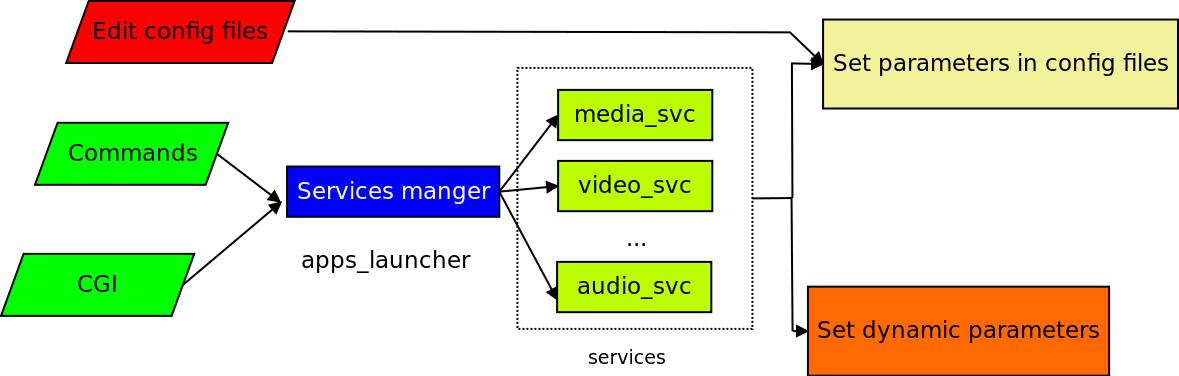 Edit config files
Set parameters in config files
media_svc
Commands
Services manger
video_svc
...
apps_launcher
CGI
audio_svc
Set dynamic parameters
services